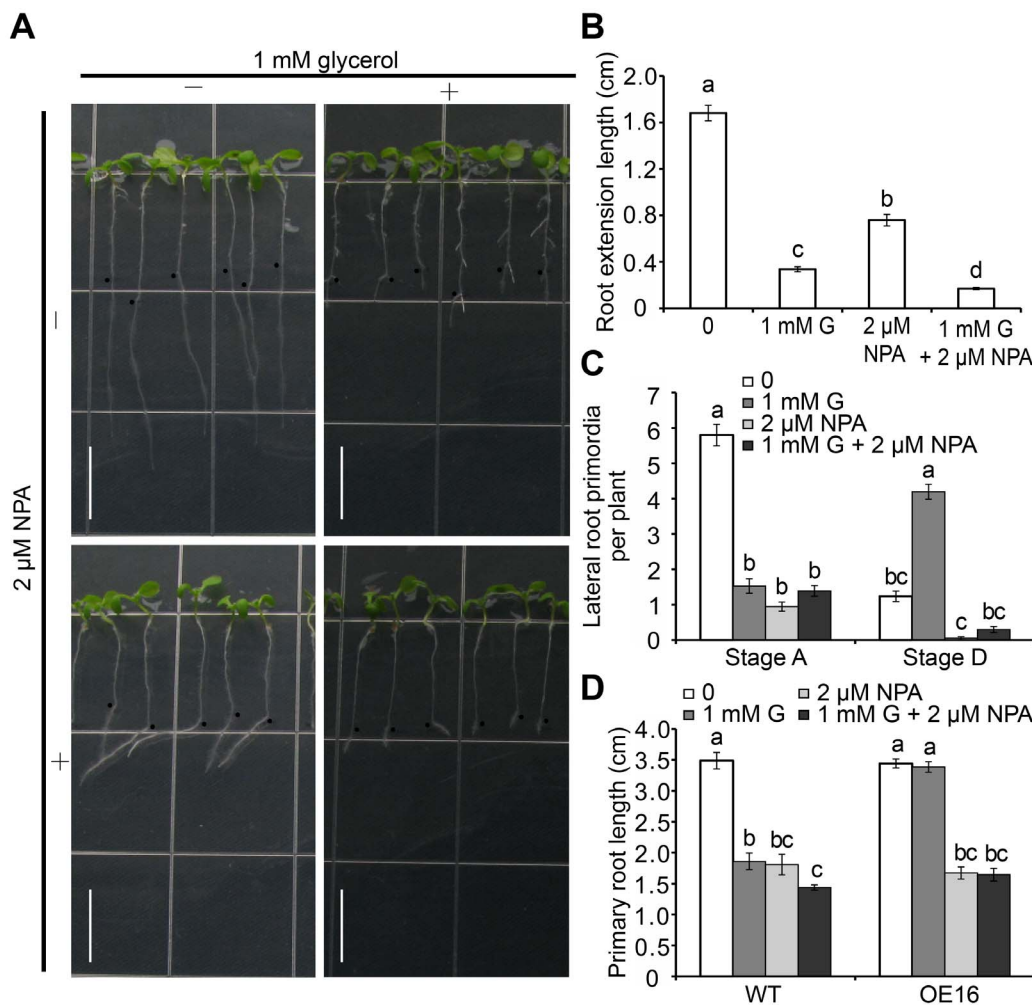 A
1 mM glycerol
− +
2 µM NPA
−
+
B
Root extension length (cm)
2.0
1.6
1.2
0.8
0.4
0
a
c
b
d
0
1 mM G
2 µM
NPA
1 mM G
+ 2 µM NPA
C
Lateral root primordia
per plant
7
6
5
4
3
2
1
0
0
1 mM G
2 µM NPA
1 mM G + 2 µM NPA
a
b b b
bc
a
c
bc
Stage A Stage D
D
0 2 µM NPA
1 mM G 1 mM G + 2 µM NPA
Primary root length (cm)
4.0
3.5
3.0
2.5
2.0
1.5
1.0
0.5
0
a
b bc
c
a a
bc bc
WT OE16